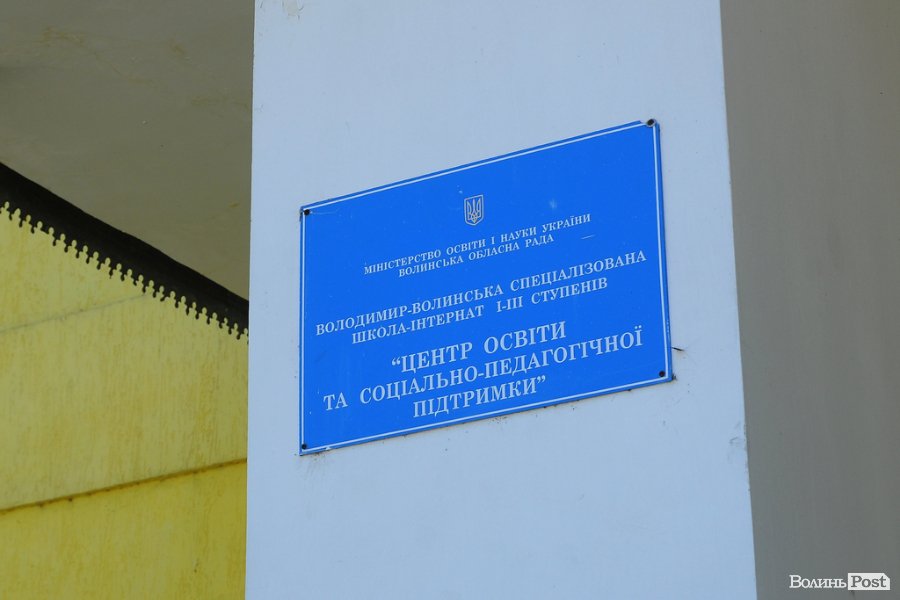 МІНІСТЕРСТВО ОСВІТИ І НАУКИ УКРАЇНИ
ВОЛИНСЬКА ОБЛАСНА РАДА
ВОЛОДИМИР-ВОЛИНСЬКА СПЕЦІАЛІЗОВАНА
ШКОЛА-ІНТЕРНАТ І-ІІІ СТУПЕНІВ
“ЦЕНТР ОСВІТИ
ТА СОЦІАЛЬНО-ПЕДАГОГІЧНОЇ
ПІДТРИМКИ”
ВОЛИНЬ Post